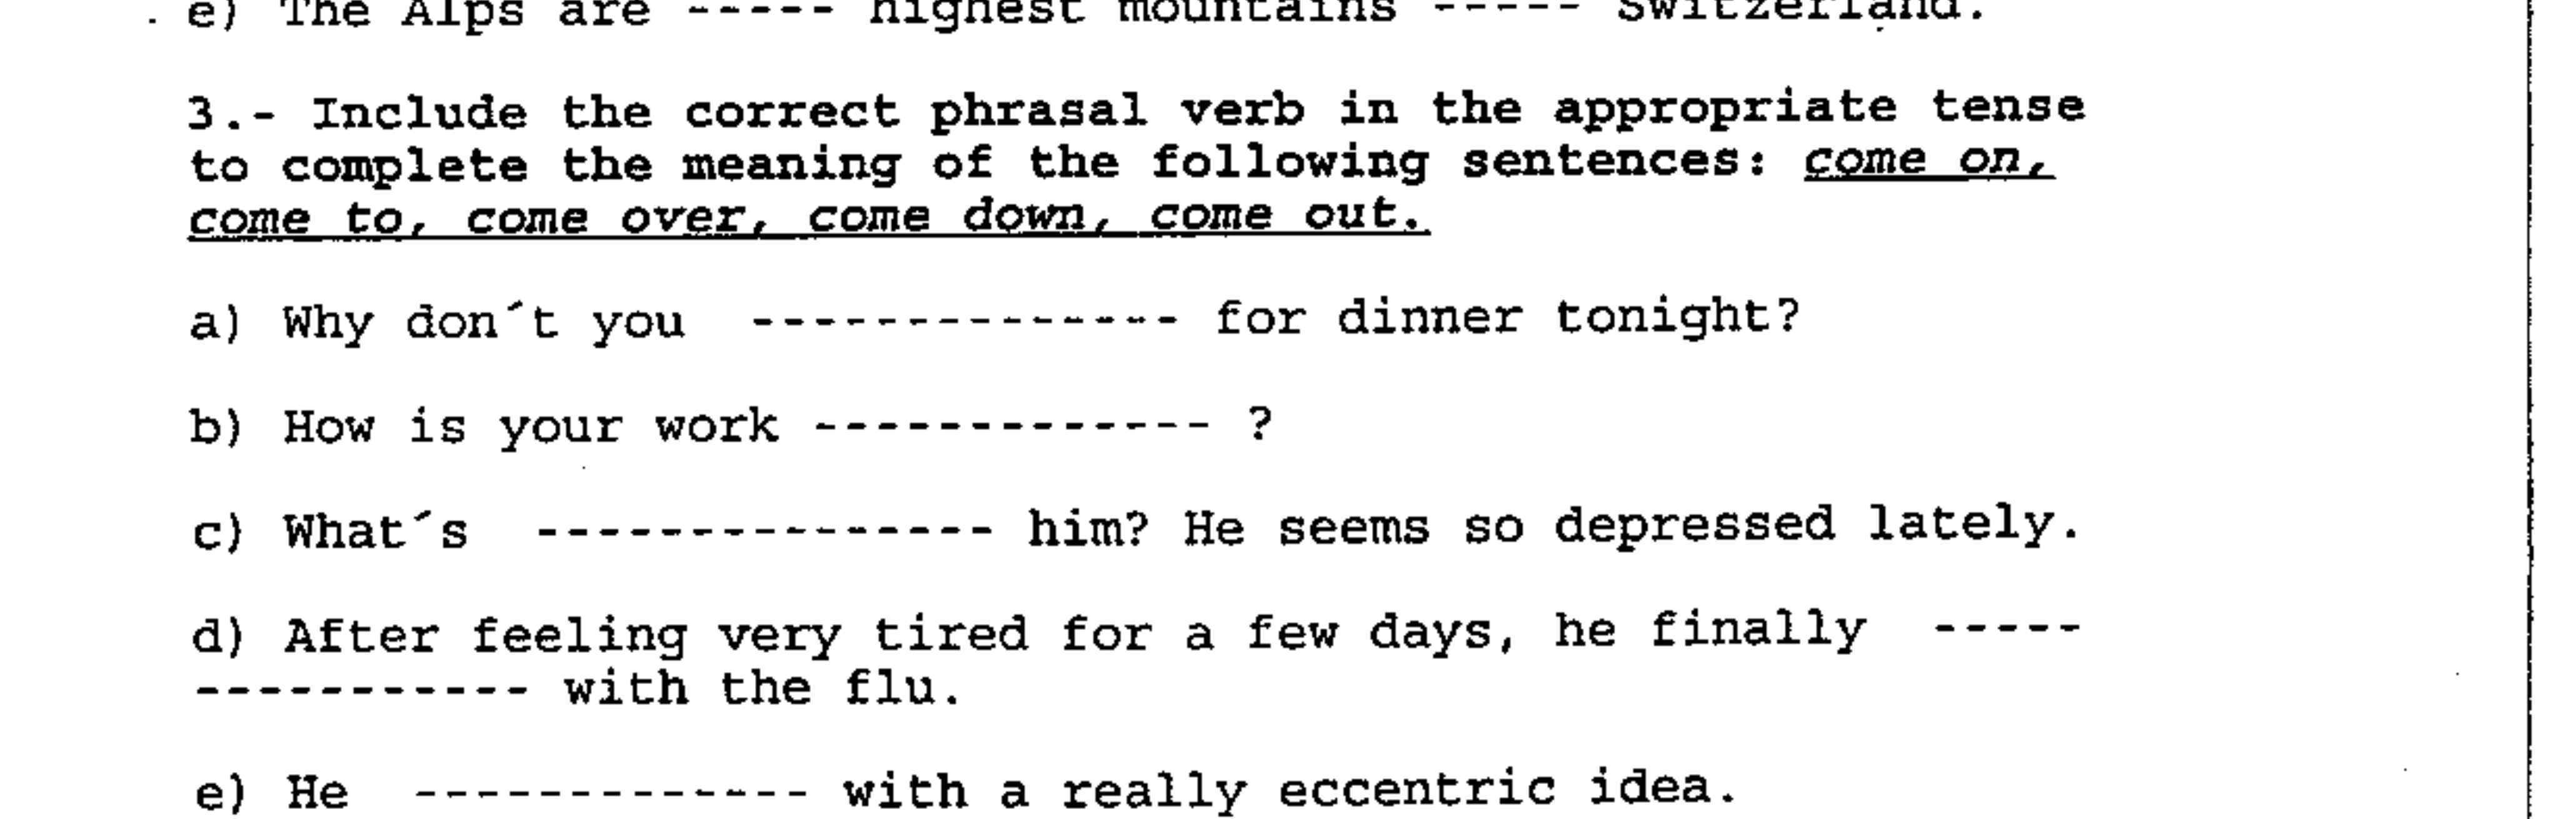 e) The Alps are ----- highest mountains ----- Switzerland.
3.- Include the correct phrasal verb in the appropriate tense
to complete the meaning of the following sentences: come on,
come to, come over, come down, come out.
a) Why don´t you -------------- for dinner tonight?
b) How is your work ------------- ?
c) What´s --------------- him? He seems so depressed lately.
d) After feeling very tired for a few days, he finally -----
----------- with the flu.
e) He ------------- with a really eccentric idea.